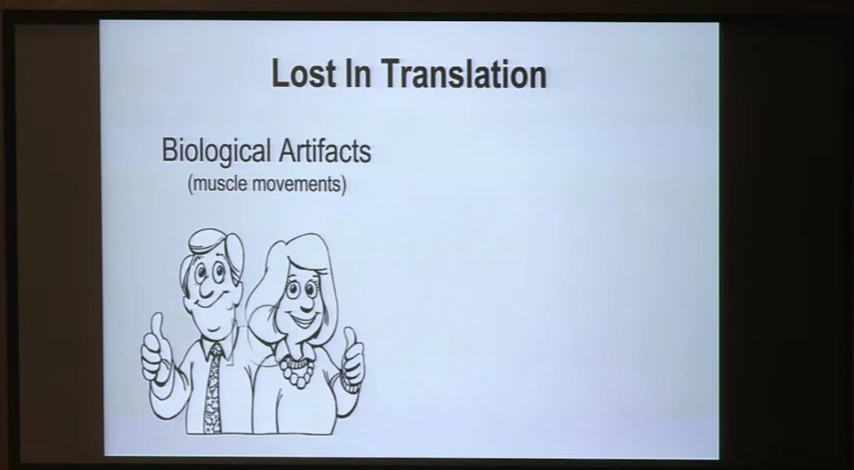 Lost In Translation
Biological Artifacts
(muscle movements)